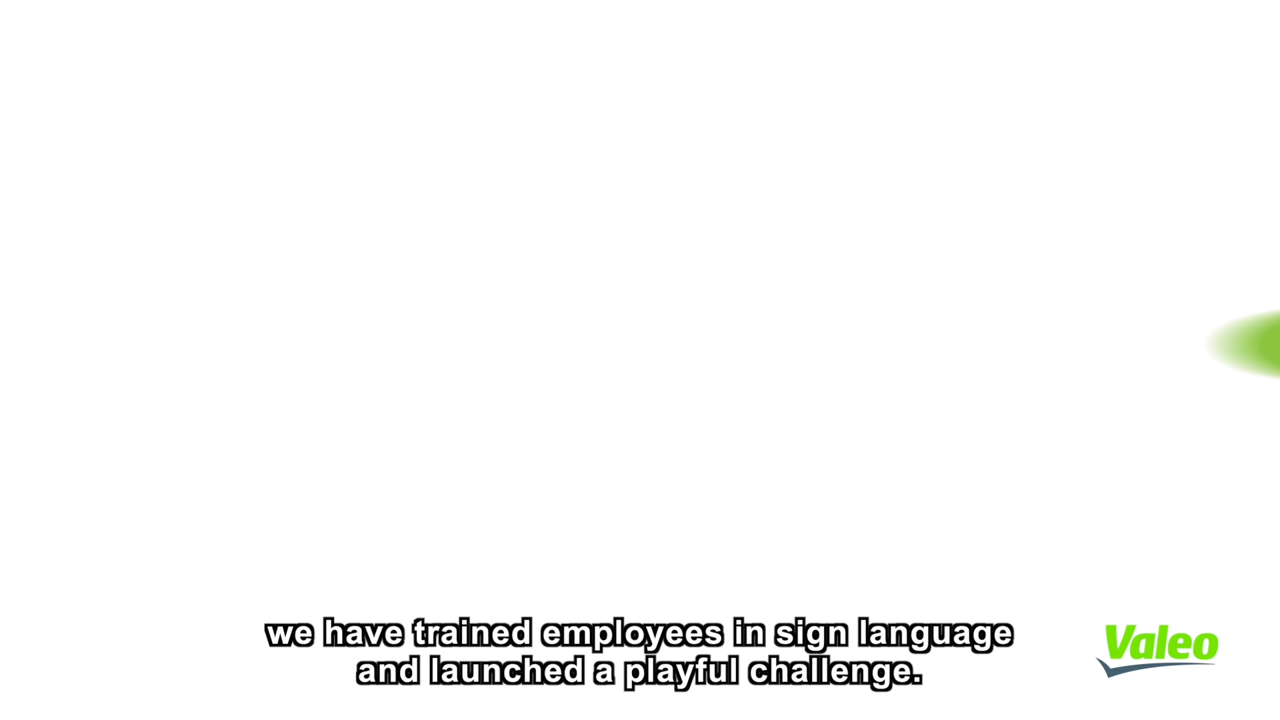 we have trained employees in sign language
and launched a playful challenge.
Valeo